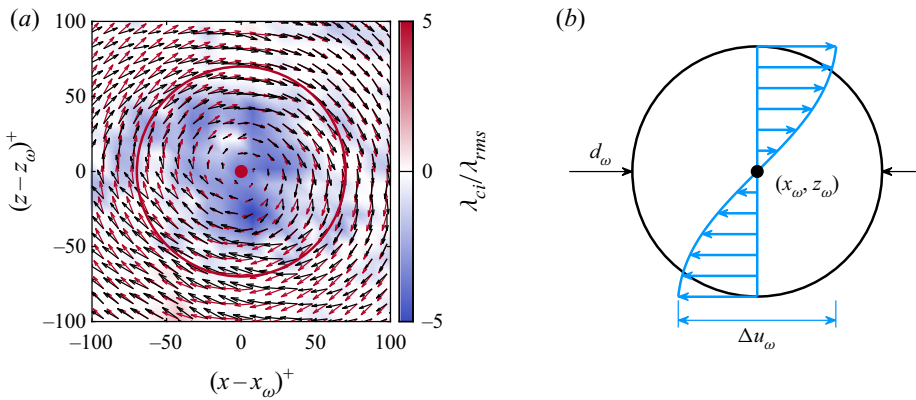 (a)
(b)
100
50
0
–50
–100
(z – z_ω)^+
–100
–50
0
50
100
(x – x_ω)^+
5
0
–5
λ_ci / λ_rms
d_ω
(x_ω, z_ω)
Δu_ω